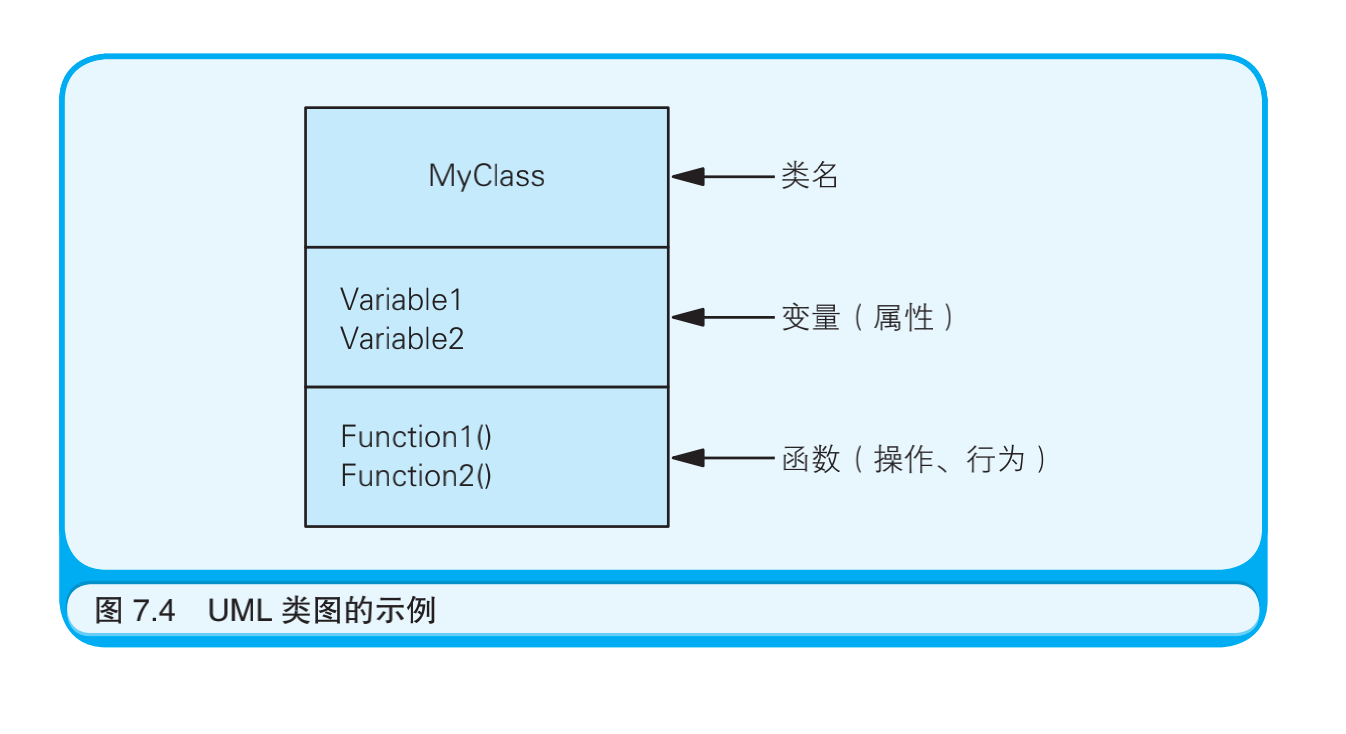 MyClass
类名
Variable1
Variable2
变量（属性）
Function1()
Function2()
函数（操作、行为）
图 7.4 UML 类图的示例